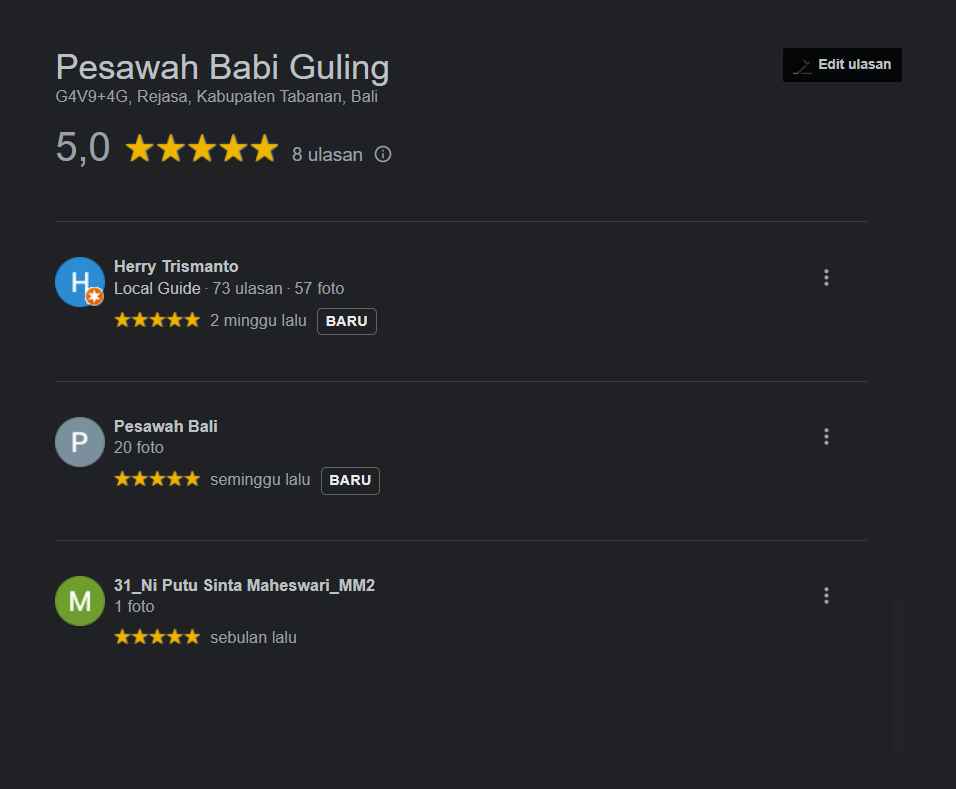 Pesawah Babi Guling
Edit ulasan
G4V9+4G, Rejasa, Kabupaten Tabanan, Bali
5,0 8 ulasan
H
Herry Trismanto
Local Guide · 73 ulasan · 57 foto
2 minggu lalu BARU
P
Pesawah Bali
20 foto
seminggu lalu BARU
M
31_Ni Putu Sinta Maheswari_MM2
1 foto
sebulan lalu